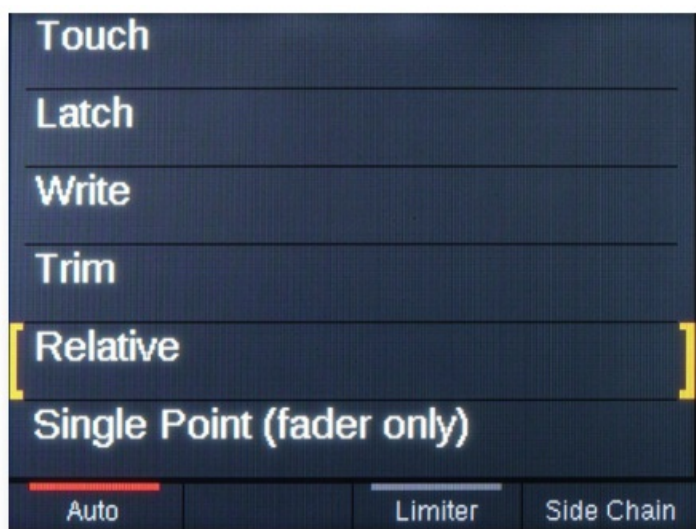 Touch
Latch
Write
Trim
Relative
Single Point (fader only)
Auto Limiter Side Chain